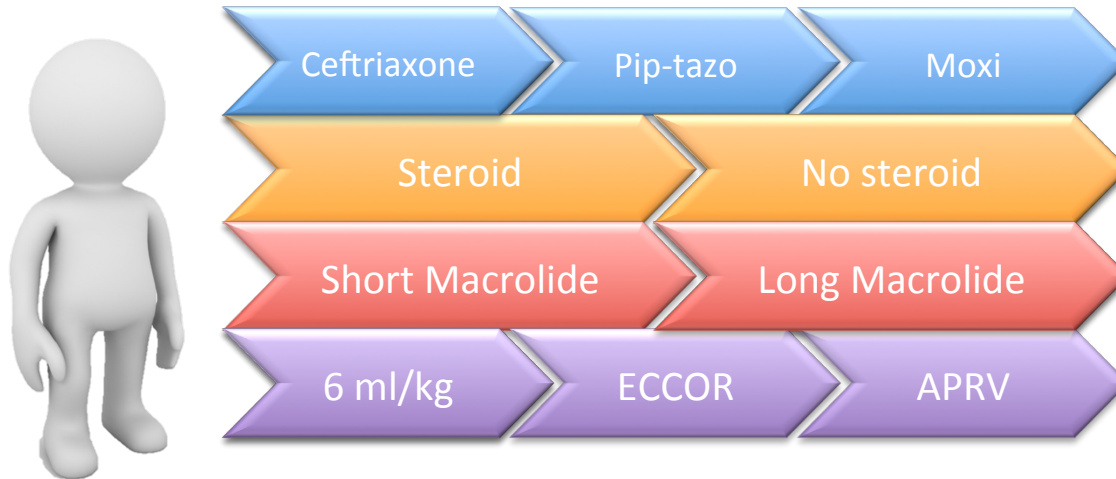 Ceftriaxone Pip-tazo Moxi
Steroid No steroid
Short Macrolide Long Macrolide
6 ml/kg ECCOR APRV